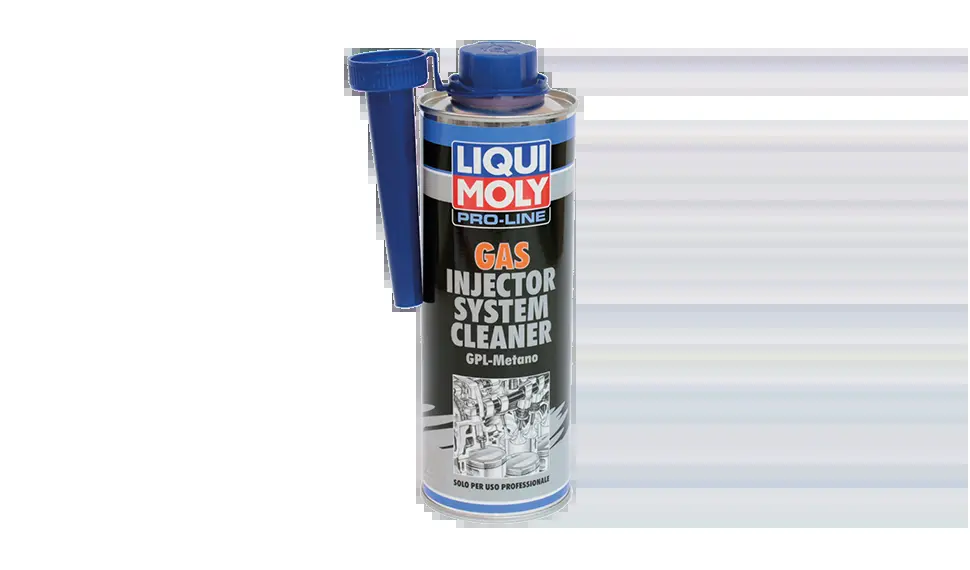 LIQUI
MOLY
PRO-LINE
GAS
INJECTOR
SYSTEM
CLEANER
GPL-Metano
SOLO PER USO PROFESSIONALE